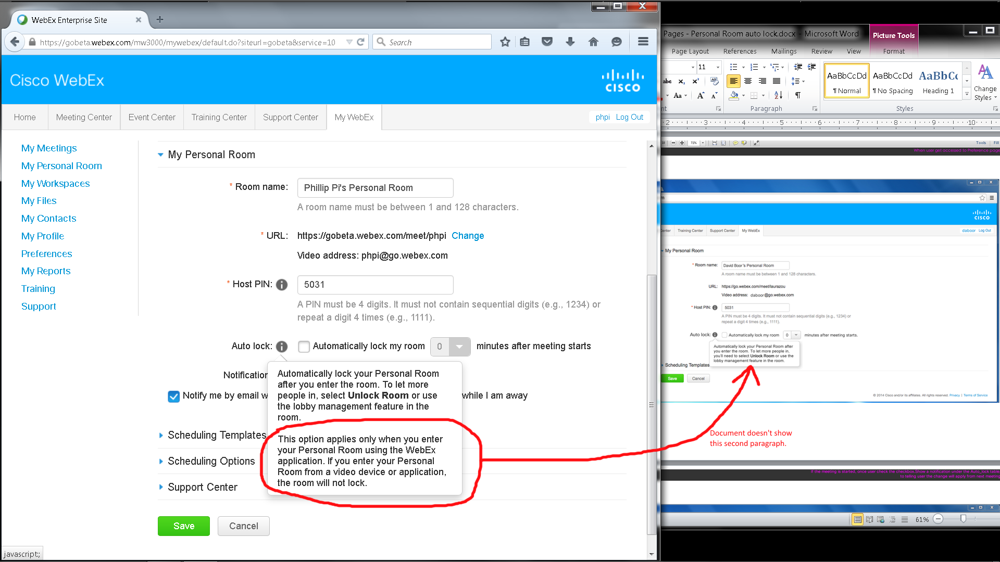 WebEx Enterprise Site
https://gobeta.webex.com/mw3000/mywebex/default.do?siteurl=gobeta&service=10
Search
Cisco WebEx
CISCO
Home
Meeting Center
Event Center
Training Center
Support Center
My WebEx
phpi Log Out
My Meetings
My Personal Room
My Workspaces
My Files
My Contacts
My Profile
Preferences
My Reports
Training
Support
My Personal Room
* Room name:
Phillip Pi's Personal Room
A room name must be between 1 and 128 characters.
* URL:
https://gobeta.webex.com/meet/phpi Change
Video address: phpi@go.webex.com
* Host PIN:
5031
A PIN must be 4 digits. It must not contain sequential digits (e.g., 1234) or
repeat a digit 4 times (e.g., 1111).
Auto lock:
Automatically lock my room 0 minutes after meeting starts
Notification
Notify me by email w
while I am away
Automatically lock your Personal Room
after you enter the room. To let more
people in, select Unlock Room or use
the lobby management feature in the
room.
This option applies only when you enter
your Personal Room using the WebEx
application. If you enter your Personal
Room from a video device or application,
the room will not lock.
Scheduling Templates
Scheduling Options
Support Center
Save
Cancel
javascript:;
Pages - Personal Room auto lock.docx - Microsoft Word
Picture Tools
Page Layout
References
Mailings
Review
View
Format
11
abc
Aa
AaBbCcDd
¶ Normal
AaBbCcDd
¶ No Spacing
AaBbCc
Heading 1
Change
Styles
nt
Paragraph
Styles
2 3 4 5 6 7 8 9 10
71%
Tools
Fill
When user get accessed to Preference page
CISCO
enter
Training Center
Support Center
My WebEx
daboor Log Out
My Personal Room
* Room name:
David Boor's Personal Room
A room name must be between 1 and 128 characters.
URL:
https://go.webex.com/meet/laurazou
Video address: daboor@go.webex.com
* Host PIN:
5031
A PIN must be 4 digits. It must not contain sequential digits (e.g., 1234) or
repeat a digit 4 times (e.g., 1111).
Auto lock:
Automatically lock my room 0 minutes after meeting starts.
Automatically lock your Personal Room after
you enter the room. To let more people in,
you'll need to select Unlock Room or use the
lobby management feature in the room.
Scheduling Templates
Save
Cancel
© 2014 Cisco and/or its affiliates. All rights reserved. Privacy | Terms of Service
Document doesn't show
this second paragraph.
If the meeting is started, once user check the checkbox.Show a notification under the Auto_lock table
to telling user the change will apply from next meeting
61%